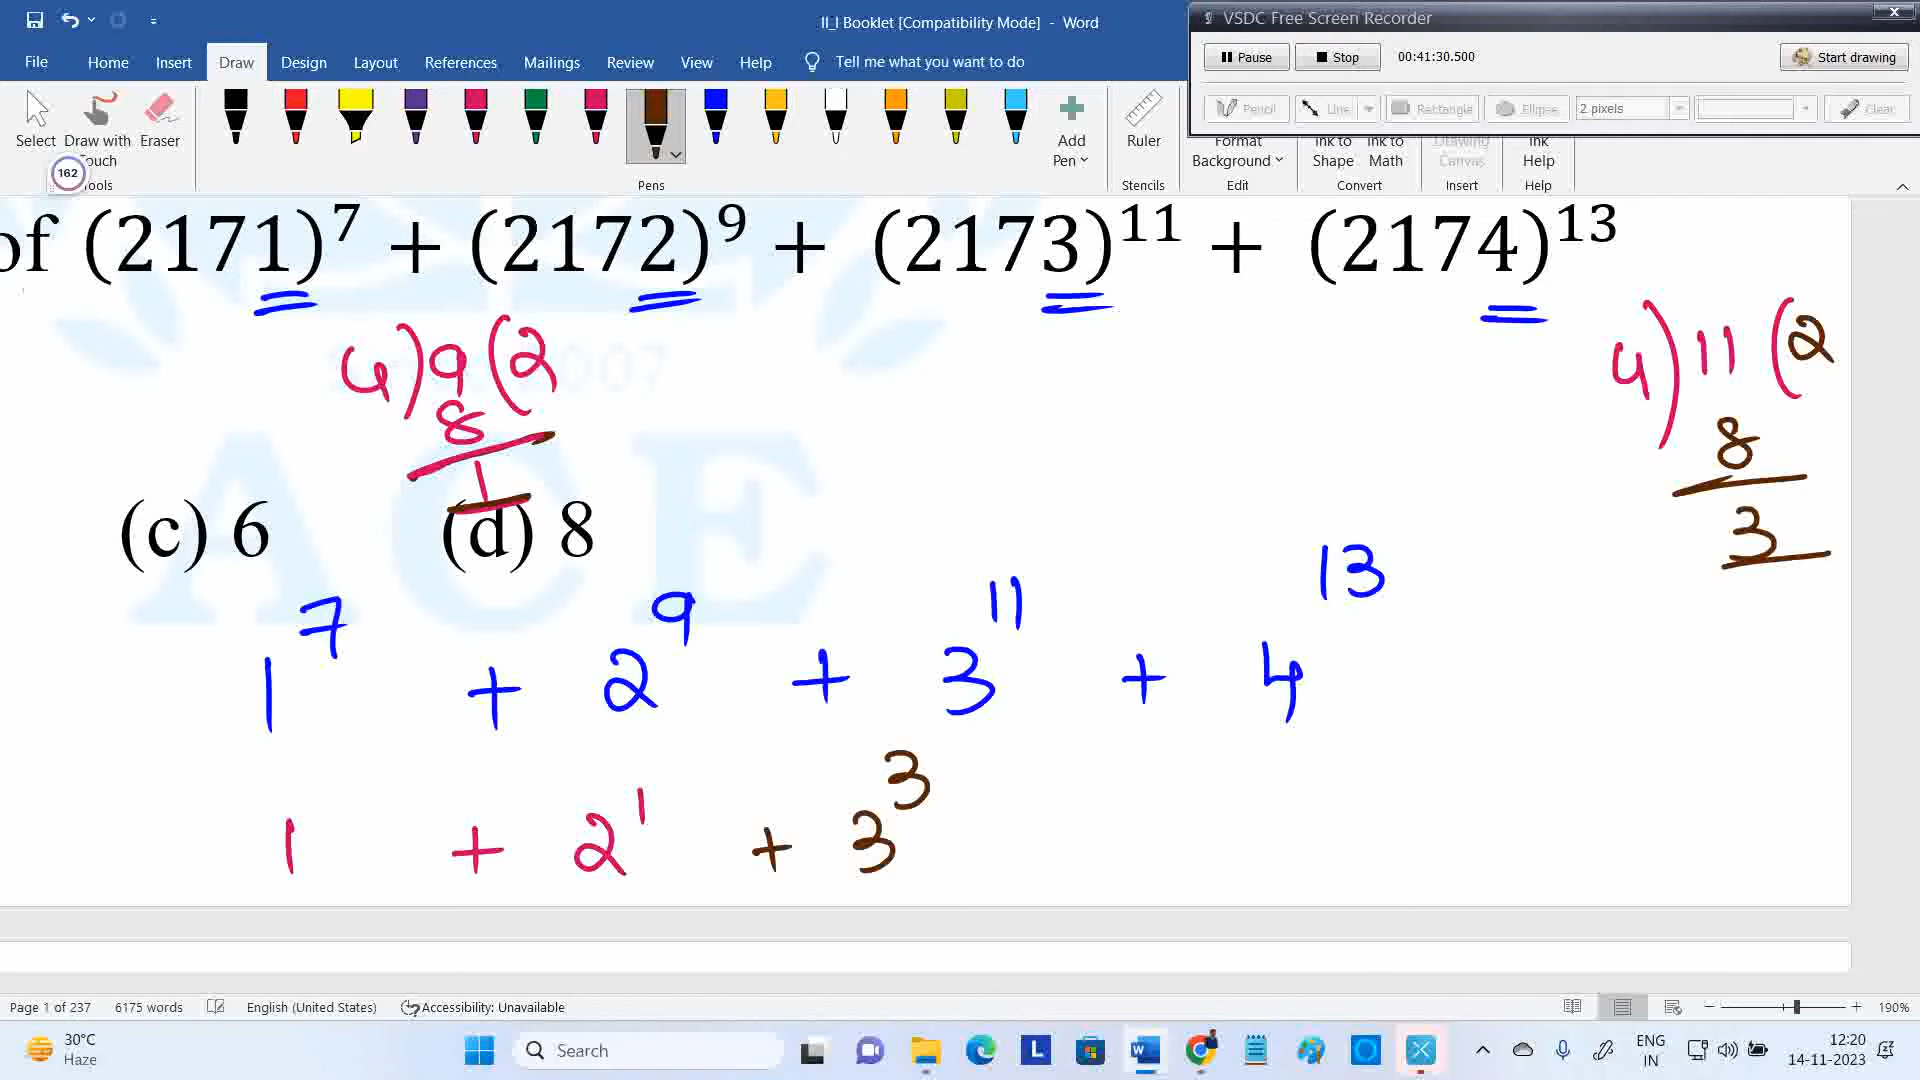 II_I Booklet [Compatibility Mode] - Word
VSDC Free Screen Recorder
File Home Insert Draw Design Layout References Mailings Review View Help Tell me what you want to do
Pause Stop 00:41:30.500 Start drawing
Pencil Line Rectangle Ellipse 2 pixels Clear
Select Draw with Touch Eraser Add Pen Ruler Format Background Ink to Shape Ink to Math Drawing Canvas Ink Help
162
Tools Pens Stencils Edit Convert Insert Help
of (2171)^7 + (2172)^9 + (2173)^11 + (2174)^13
2007
4) 9 (2
8
1
4) 11 (2
8
3
ACE
(c) 6 (d) 8
1^7 + 2^9 + 3^11 + 4^13
1 + 2^1 + 3^3
Page 1 of 237 6175 words English (United States) Accessibility: Unavailable 190%
30°C
Haze
Search
L
W
ENG
IN
12:20
14-11-2023